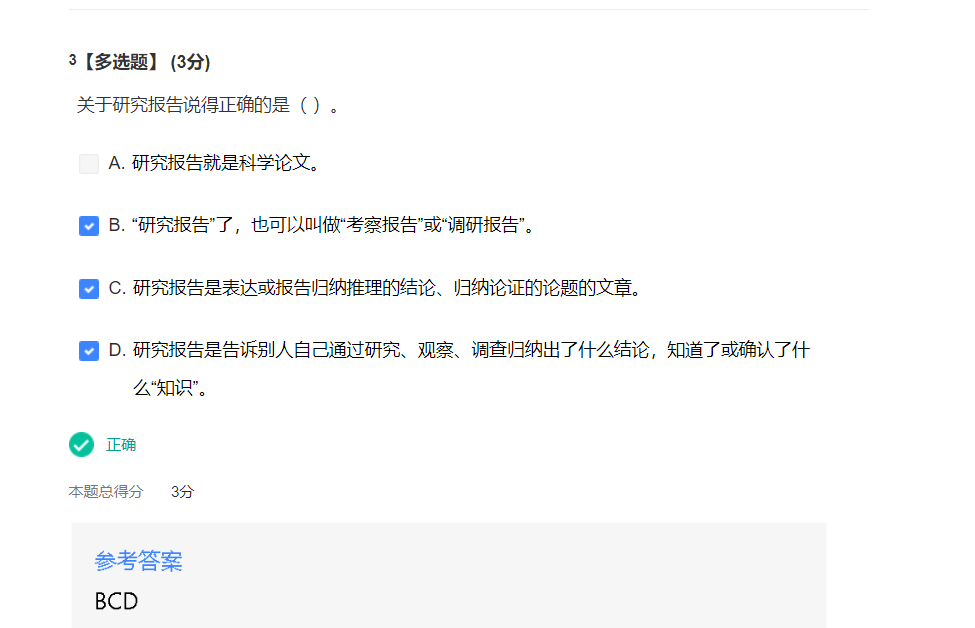 3【多选题】 (3分)
关于研究报告说得正确的是（ ）。
A. 研究报告就是科学论文。
B. “研究报告”了，也可以叫做“考察报告”或“调研报告”。
C. 研究报告是表达或报告归纳推理的结论、归纳论证的论题的文章。
D. 研究报告是告诉别人自己通过研究、观察、调查归纳出了什么结论，知道了或确认了什
么“知识”。
正确
本题总得分 3分
参考答案
BCD